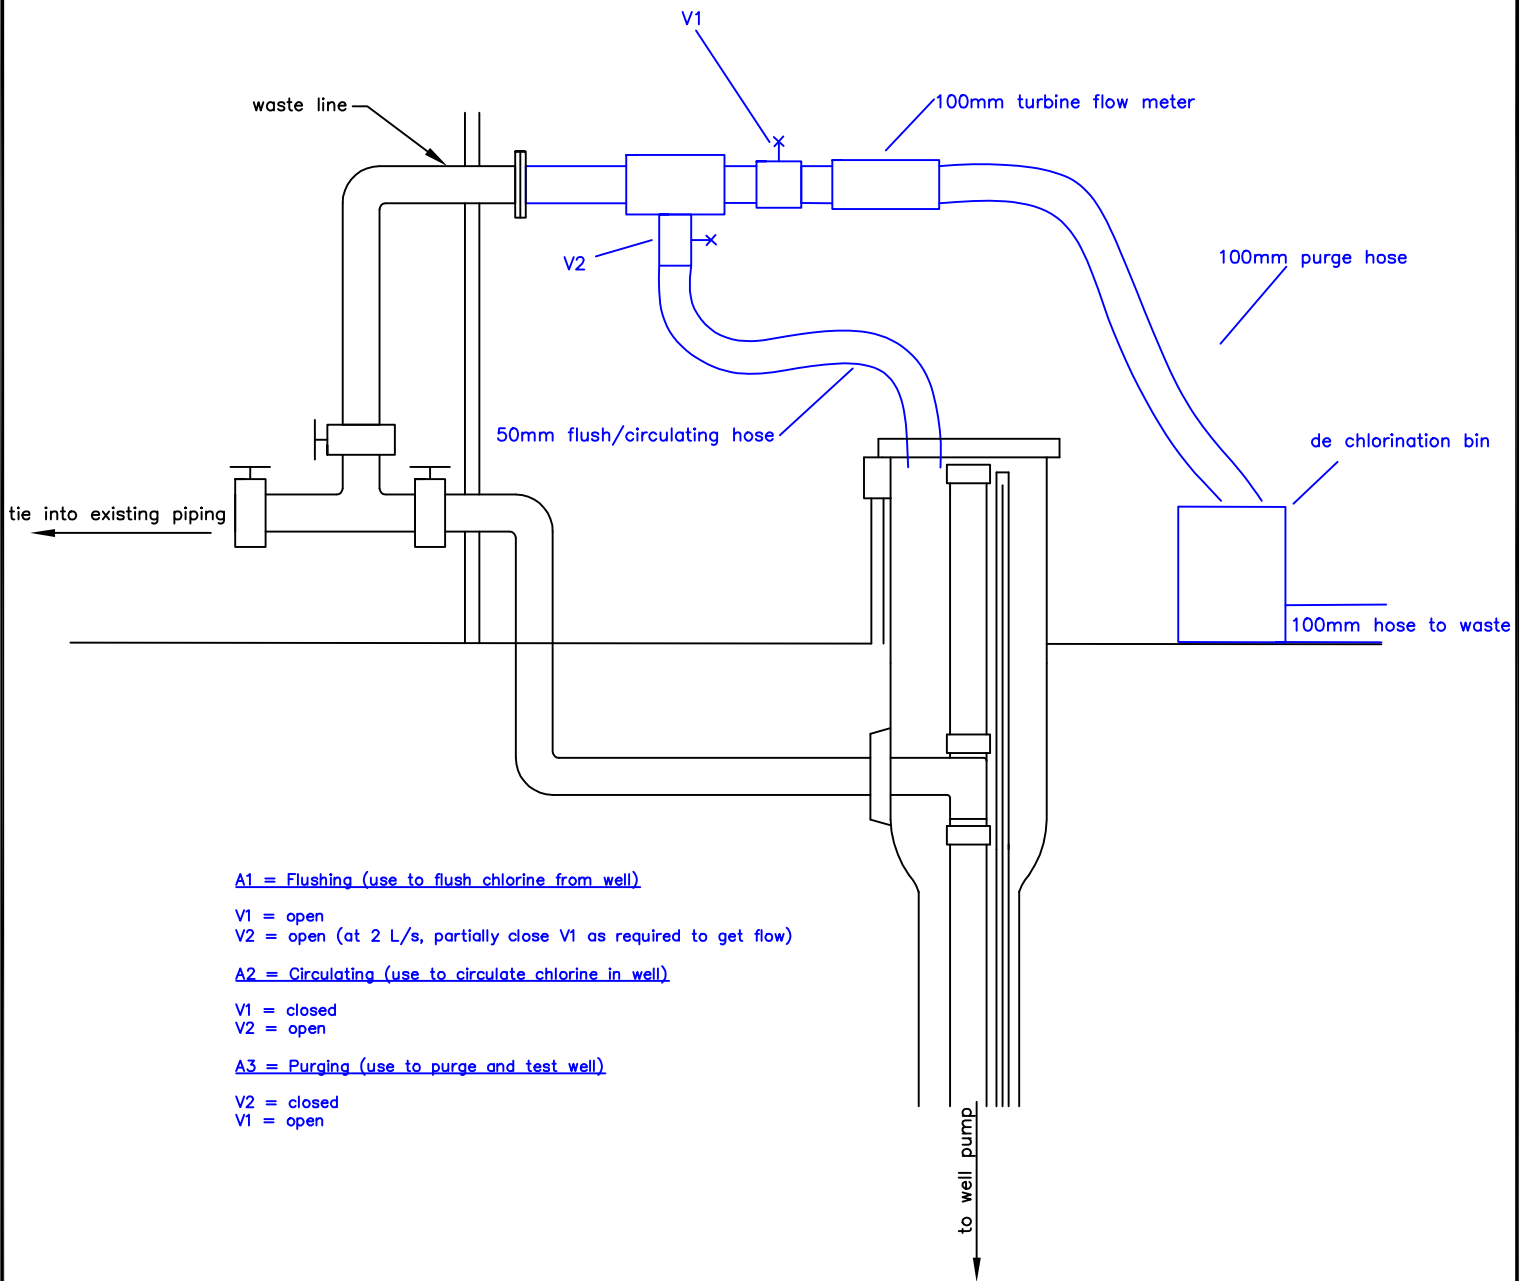 V1
waste line
100mm turbine flow meter
V2
100mm purge hose
50mm flush/circulating hose
de chlorination bin
tie into existing piping
100mm hose to waste
A1 = Flushing (use to flush chlorine from well)
V1 = open
V2 = open (at 2 L/s, partially close V1 as required to get flow)
A2 = Circulating (use to circulate chlorine in well)
V1 = closed
V2 = open
A3 = Purging (use to purge and test well)
V2 = closed
V1 = open
to well pump